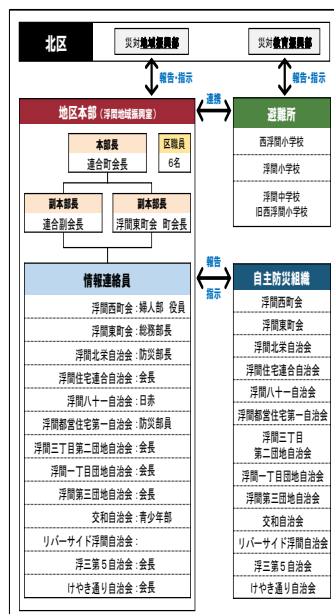 北区
災対地域振興部
災対教育振興部
報告・指示
報告・指示
地区本部（浮間地域振興室）
連携
避難所
本部長
連合町会長
区職員
6名
副本部長
連合副会長
副本部長
浮間東町会 町会長
西浮間小学校
浮間小学校
浮間中学校
旧西浮間小学校
情報連絡員
報告
指示
自主防災組織
浮間西町会：婦人部 役員
浮間東町会：総務部長
浮間北栄自治会：防災部長
浮間住宅連合自治会：会長
浮間八十一自治会：日赤
浮間都営住宅第一自治会：防災部員
浮間三丁目第二団地自治会：会長
浮間一丁目団地自治会：会長
浮間第三団地自治会：会長
交和自治会：青少年部
リバーサイド浮間自治会：
浮三第５自治会：会長
けやき通り自治会：会長
浮間西町会
浮間東町会
浮間北栄自治会
浮間住宅連合自治会
浮間八十一自治会
浮間都営住宅第一自治会
浮間三丁目
第二団地自治会
浮間一丁目団地自治会
浮間第三団地自治会
交和自治会
リバーサイド浮間自治会
浮三第５自治会
けやき通り自治会